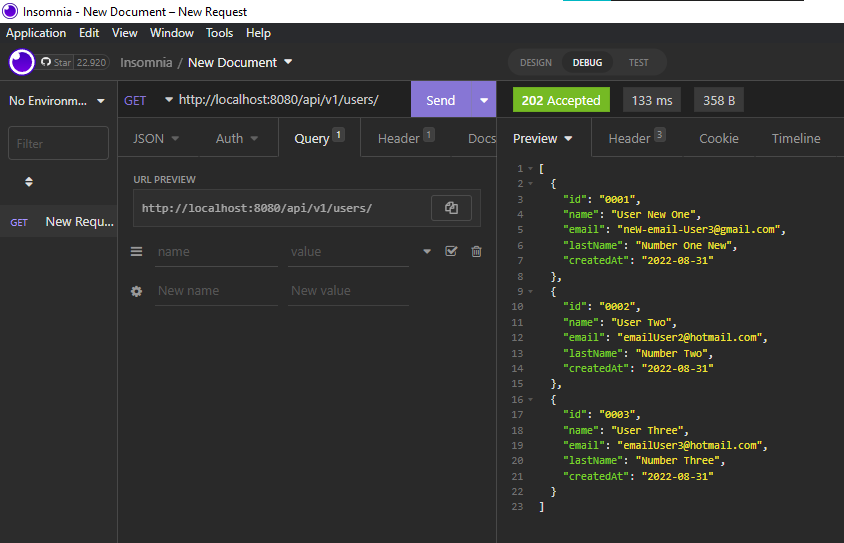 Insomnia - New Document – New Request
Application Edit View Window Tools Help
Star 22.920 Insomnia / New Document DESIGN DEBUG TEST
No Environm... GET http://localhost:8080/api/v1/users/ Send 202 Accepted 133 ms 358 B
Filter JSON Auth Query 1 Header 1 Docs Preview Header 3 Cookie Timeline
GET New Requ...
URL PREVIEW
http://localhost:8080/api/v1/users/
name value
New name New value
1 [
2 {
3 "id": "0001",
4 "name": "User New One",
5 "email": "neW-email-User3@gmail.com",
6 "lastName": "Number One New",
7 "createdAt": "2022-08-31"
8 },
9 {
10 "id": "0002",
11 "name": "User Two",
12 "email": "emailUser2@hotmail.com",
13 "lastName": "Number Two",
14 "createdAt": "2022-08-31"
15 },
16 {
17 "id": "0003",
18 "name": "User Three",
19 "email": "emailUser3@hotmail.com",
20 "lastName": "Number Three",
21 "createdAt": "2022-08-31"
22 }
23 ]